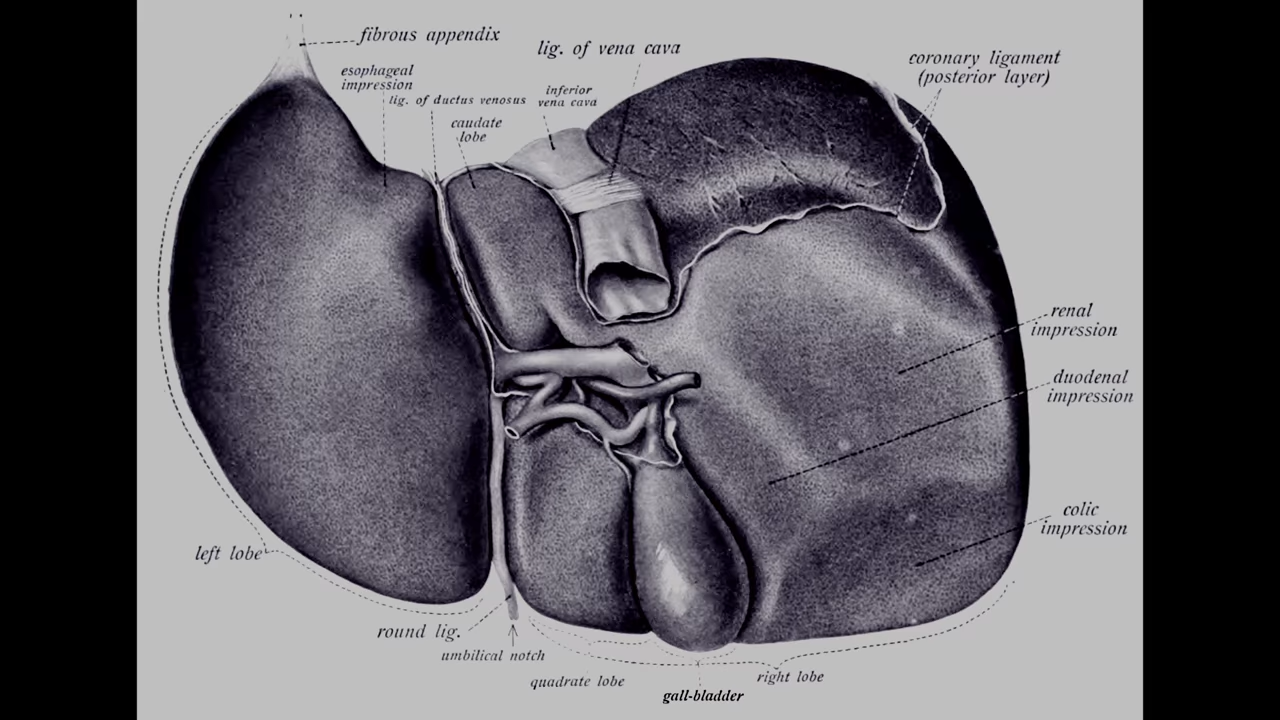 fibrous appendix
lig. of vena cava
coronary ligament
(posterior layer)
esophageal
impression
lig. of ductus venosus
inferior
vena cava
caudate
lobe
renal
impression
duodenal
impression
colic
impression
left lobe
round lig.
umbilical notch
quadrate lobe
right lobe
gall-bladder